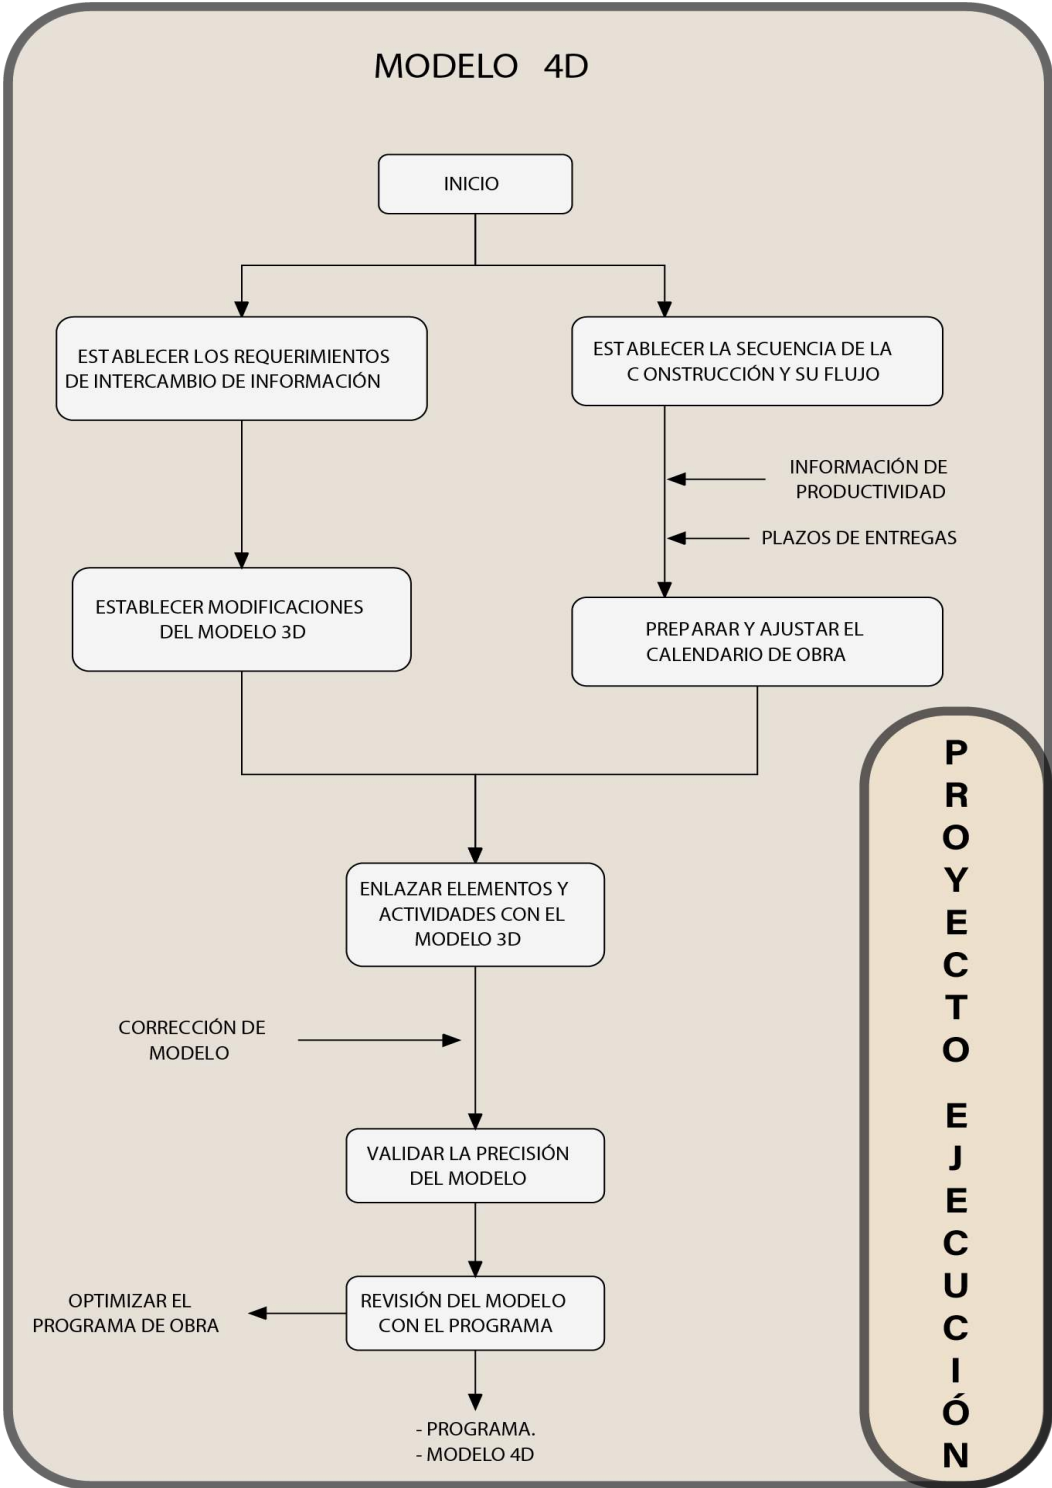 MODELO 4D
INICIO
ESTABLECER LOS REQUERIMIENTOS
DE INTERCAMBIO DE INFORMACIÓN
ESTABLECER LA SECUENCIA DE LA
CONSTRUCCIÓN Y SU FLUJO
INFORMACIÓN DE
PRODUCTIVIDAD
PLAZOS DE ENTREGAS
ESTABLECER MODIFICACIONES
DEL MODELO 3D
PREPARAR Y AJUSTAR EL
CALENDARIO DE OBRA
ENLAZAR ELEMENTOS Y
ACTIVIDADES CON EL
MODELO 3D
CORRECCIÓN DE
MODELO
VALIDAR LA PRECISIÓN
DEL MODELO
REVISIÓN DEL MODELO
CON EL PROGRAMA
OPTIMIZAR EL
PROGRAMA DE OBRA
- PROGRAMA.
- MODELO 4D
PROYECTO EJECUCIÓN